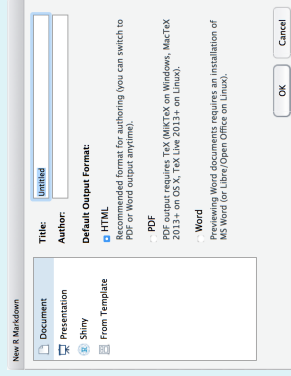 New R Markdown
Document
Presentation
Shiny
From Template
Title:
Untitled
Author:
Default Output Format:
HTML
Recommended format for authoring (you can switch to
PDF or Word output anytime).
PDF
PDF output requires TeX (MiKTeX on Windows, MacTeX
2013+ on OS X, TeX Live 2013+ on Linux).
Word
Previewing Word documents requires an installation of
MS Word (or Libre/Open Office on Linux).
OK
Cancel